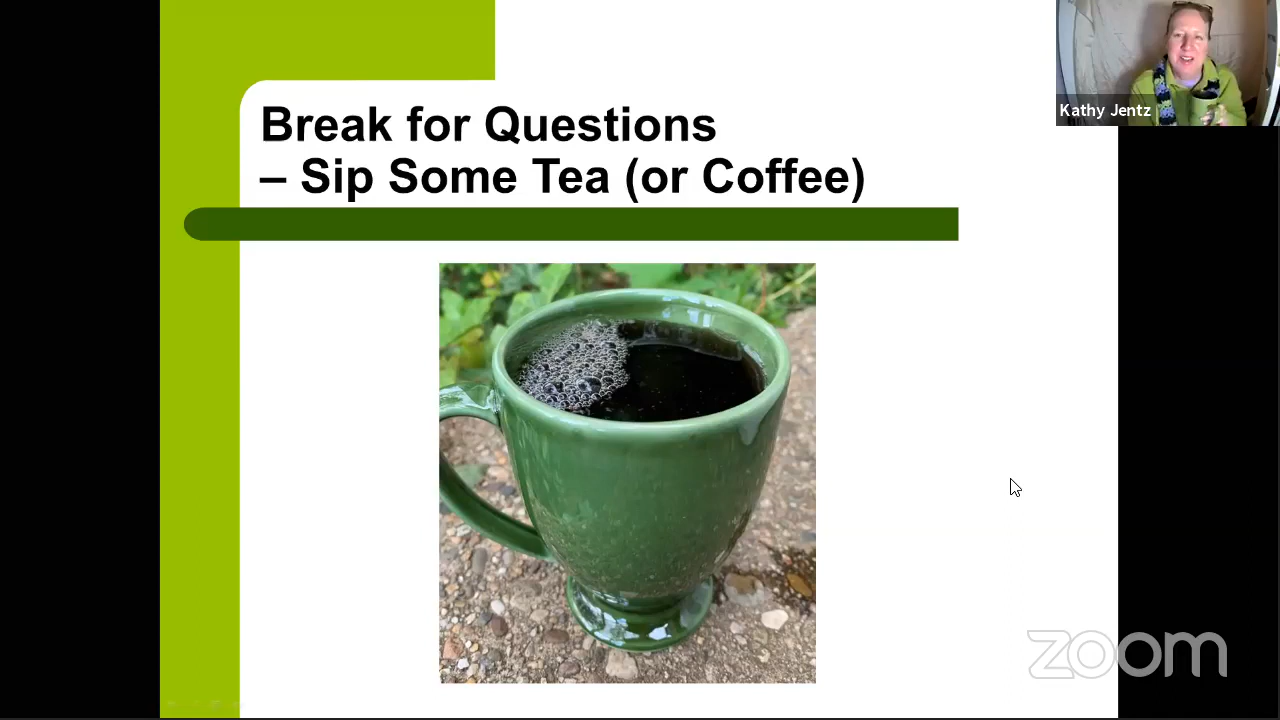 Break for Questions
– Sip Some Tea (or Coffee)
Kathy Jentz
zoom